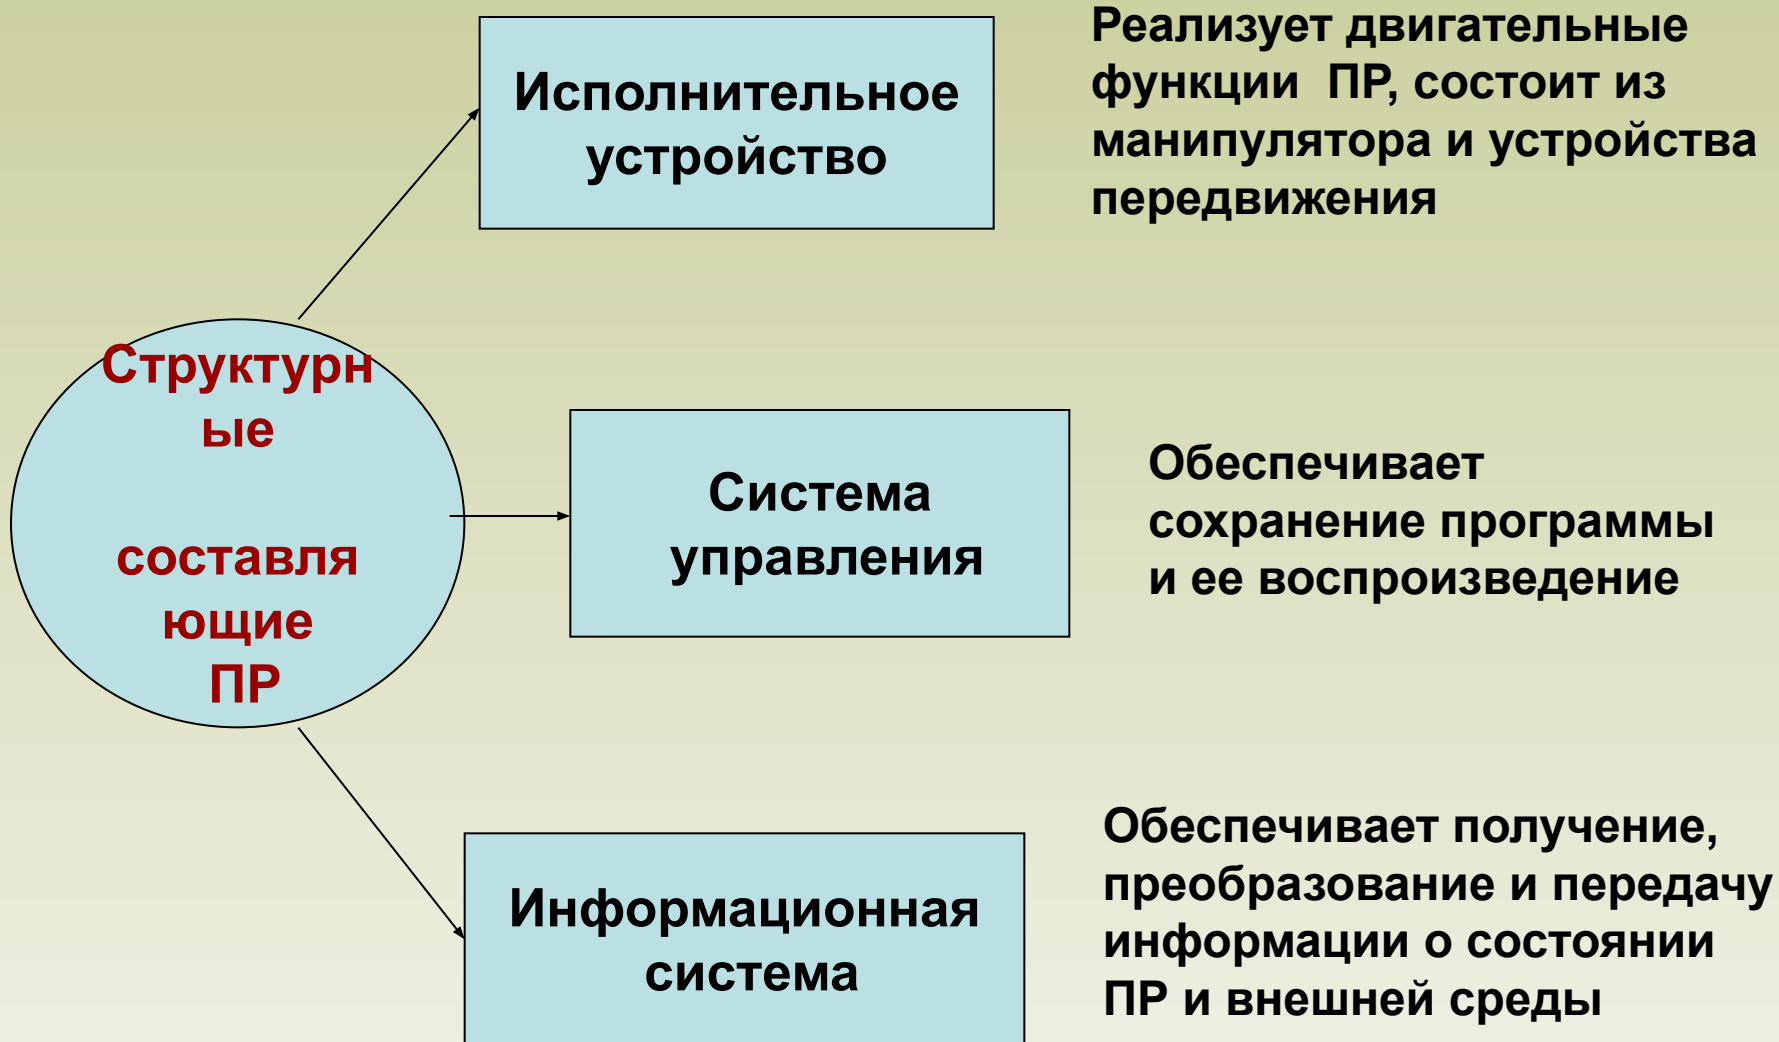 Исполнительное
устройство
Реализует двигательные
функции ПР, состоит из
манипулятора и устройства
передвижения
Структурн
ые
составля
ющие
ПР
Система
управления
Обеспечивает
сохранение программы
и ее воспроизведение
Информационная
система
Обеспечивает получение,
преобразование и передачу
информации о состоянии
ПР и внешней среды